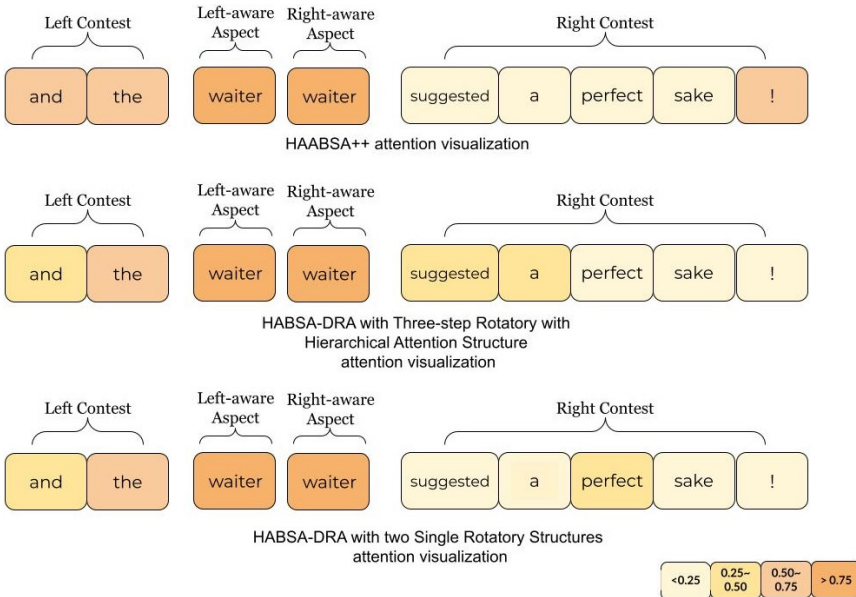 Left Contest
Left-aware
Aspect
Right-aware
Aspect
Right Contest
and the waiter waiter suggested a perfect sake !
HAABSA++ attention visualization
Left Contest
Left-aware
Aspect
Right-aware
Aspect
Right Contest
and the waiter waiter suggested a perfect sake !
HABSA-DRA with Three-step Rotatory with
Hierarchical Attention Structure
attention visualization
Left Contest
Left-aware
Aspect
Right-aware
Aspect
Right Contest
and the waiter waiter suggested a perfect sake !
HABSA-DRA with two Single Rotatory Structures
attention visualization
<0.25
0.25~
0.50
0.50~
0.75
> 0.75